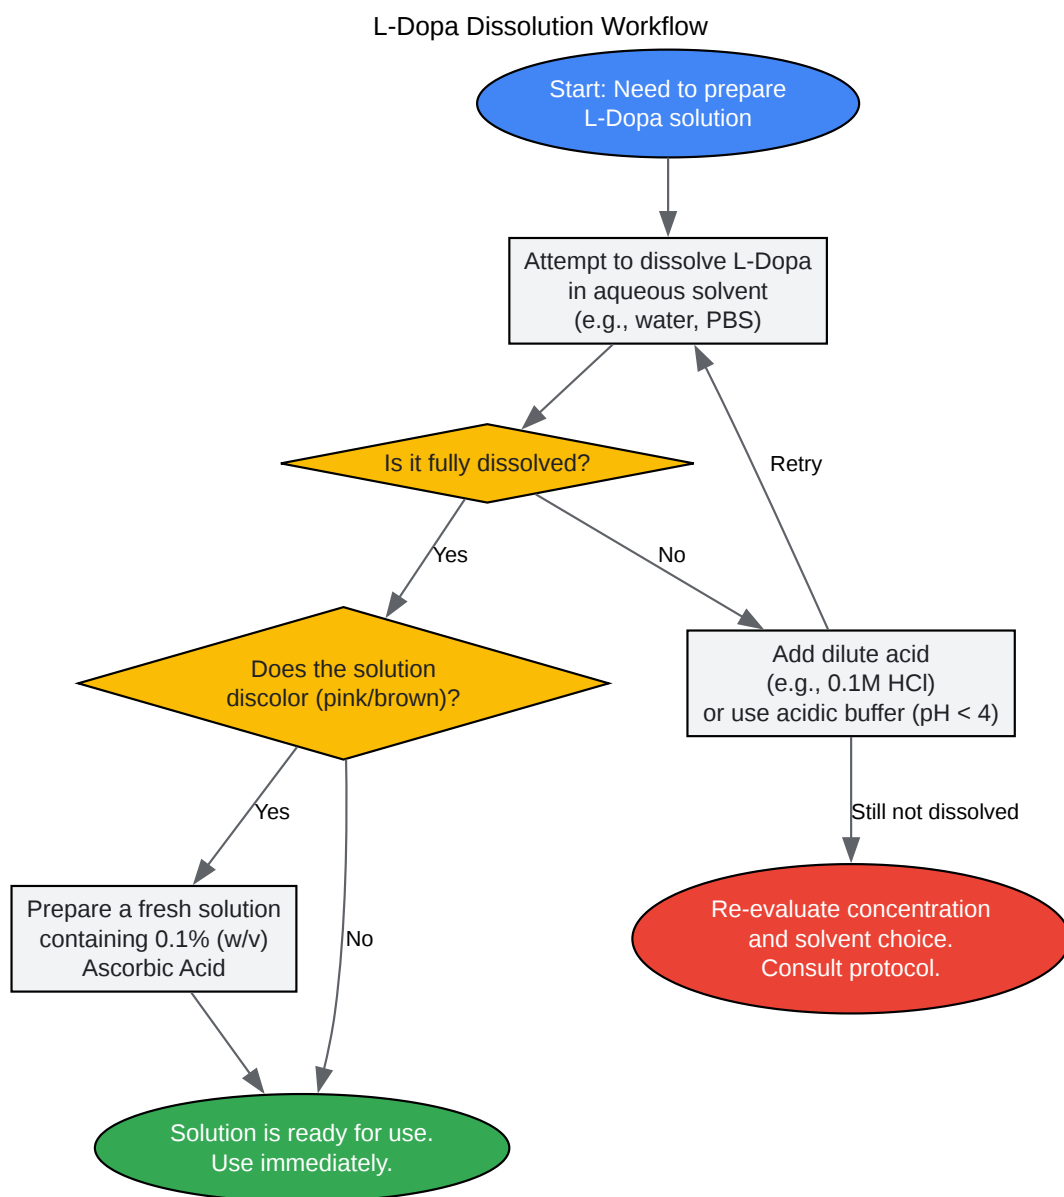 L-Dopa Dissolution Workflow
Start: Need to prepare
L-Dopa solution
Attempt to dissolve L-Dopa
in aqueous solvent
(e.g., water, PBS)
Is it fully dissolved?
Retry
Yes
No
Does the solution
discolor (pink/brown)?
Add dilute acid
(e.g., 0.1M HCl)
or use acidic buffer (pH < 4)
Yes
Still not dissolved
Prepare a fresh solution
containing 0.1% (w/v)
Ascorbic Acid
No
Re-evaluate concentration
and solvent choice.
Consult protocol.
Solution is ready for use.
Use immediately.